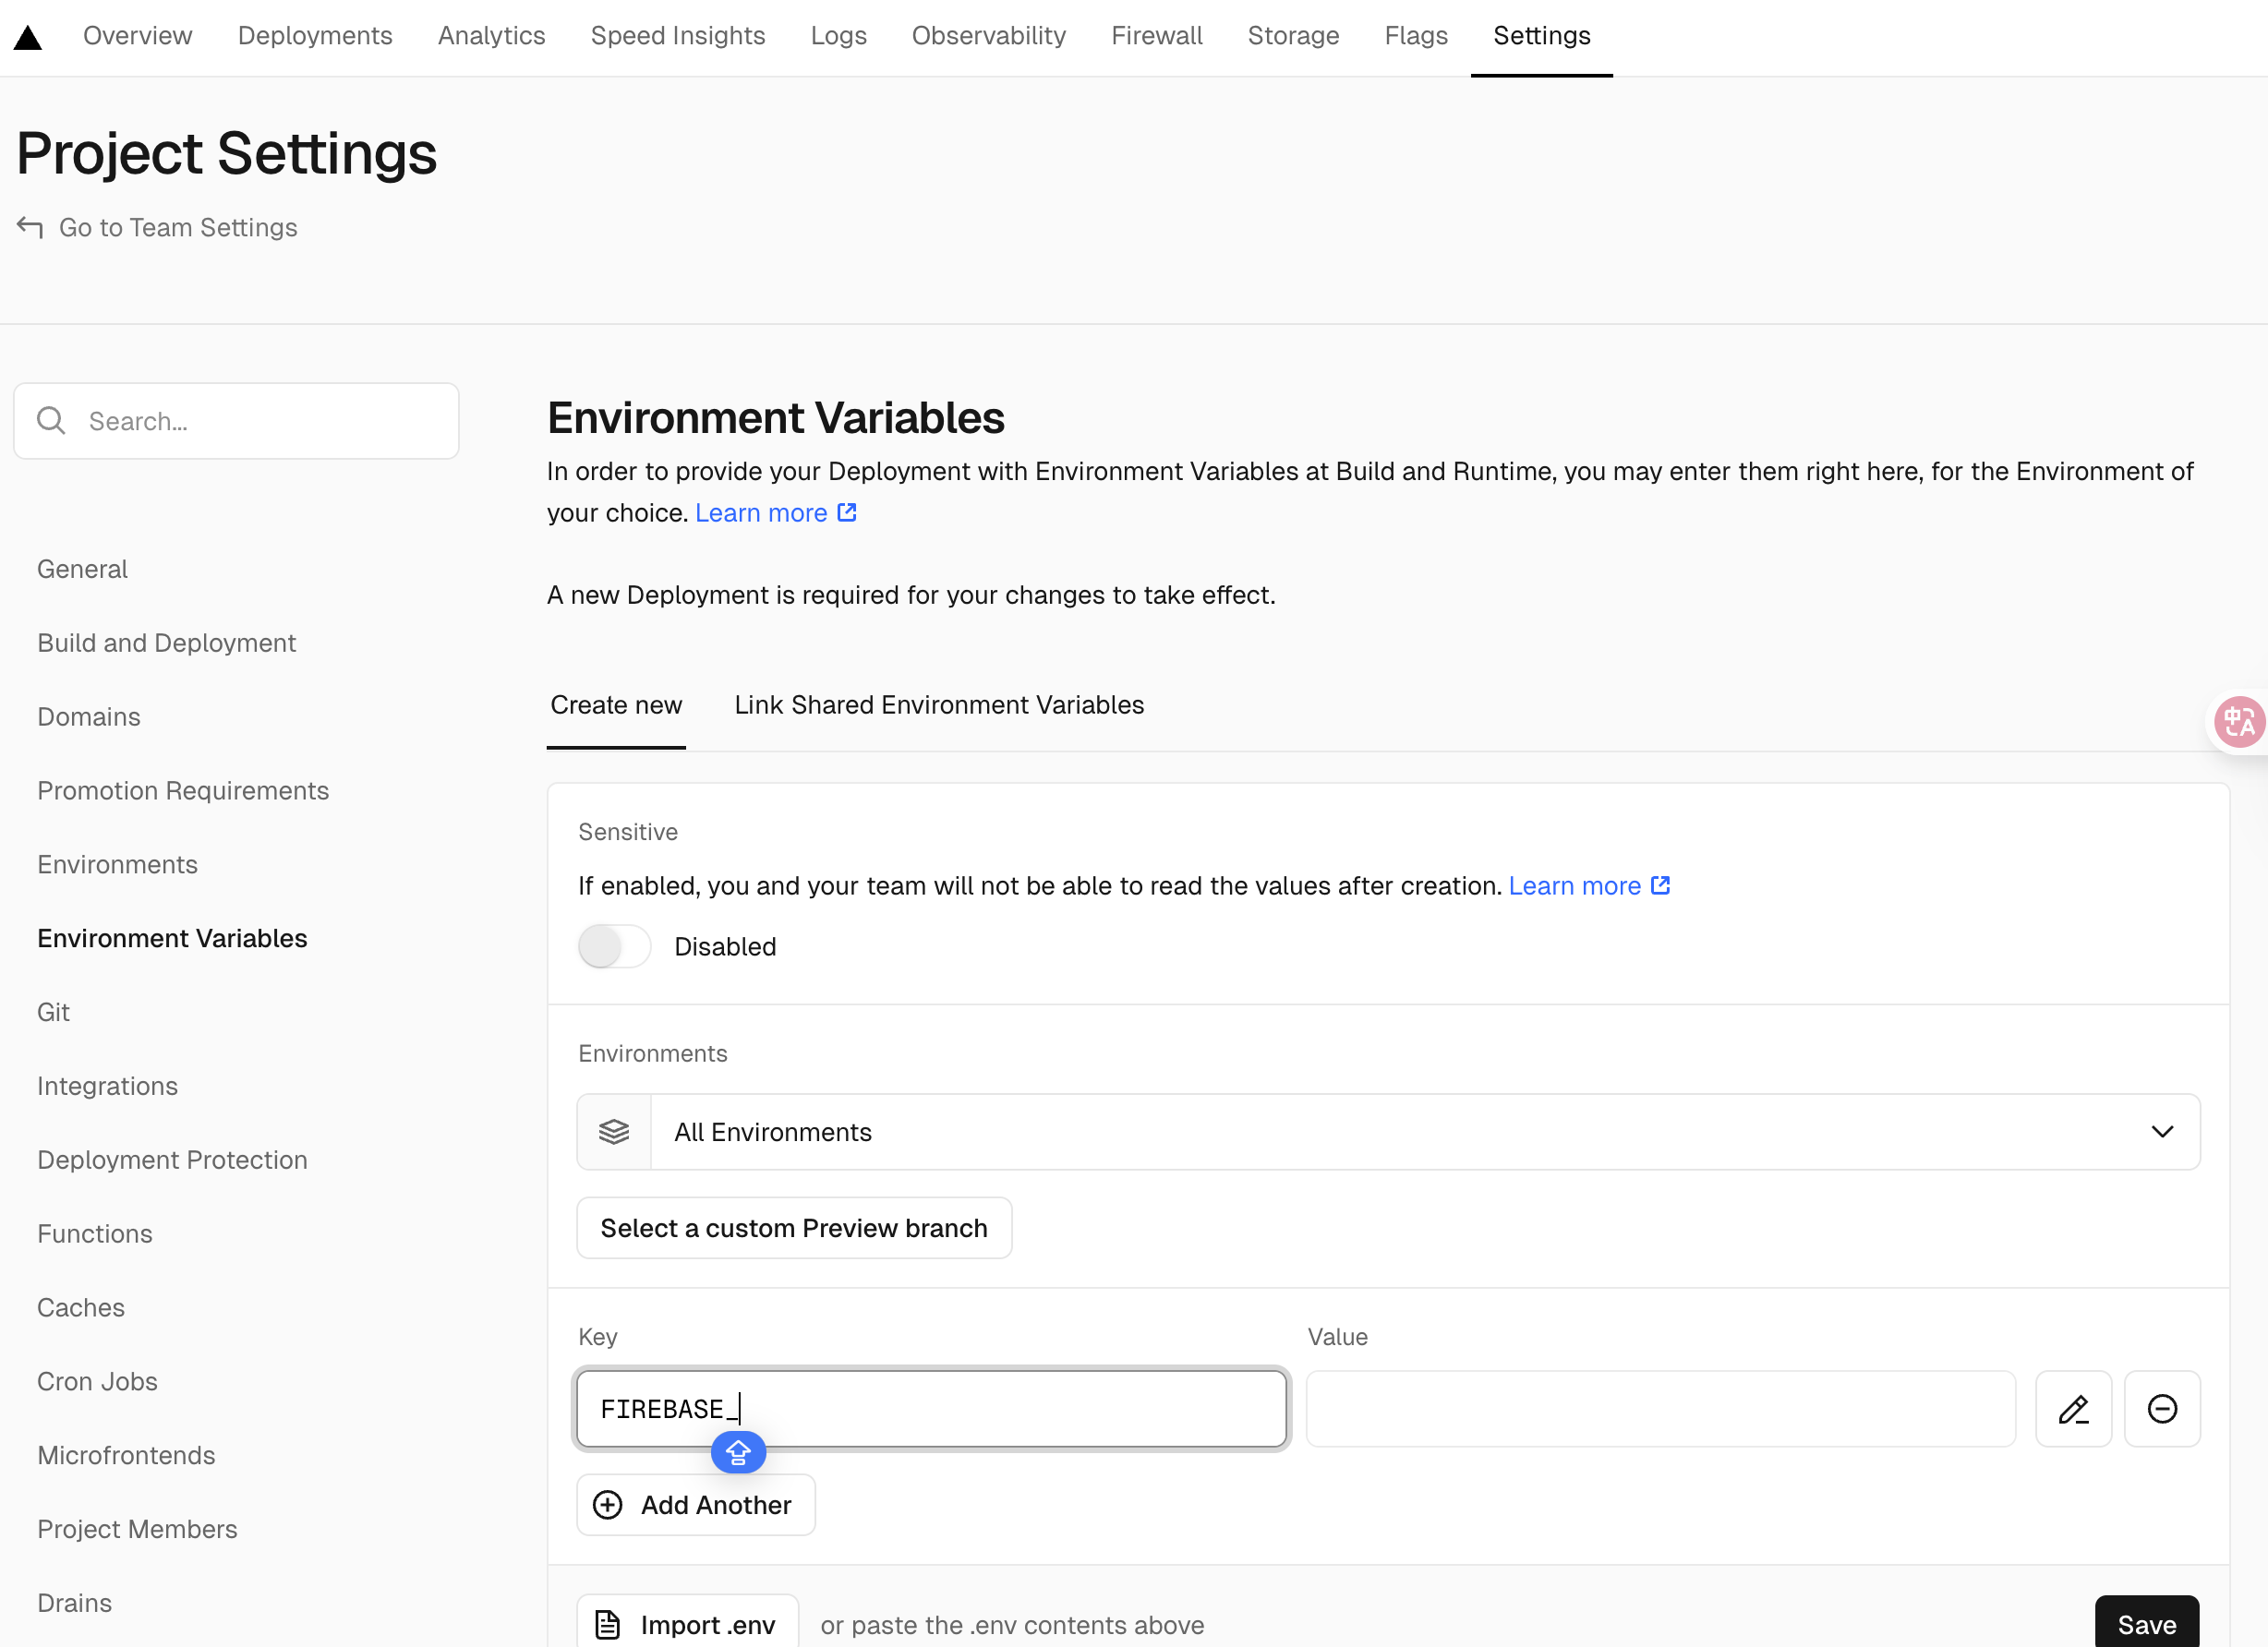 Overview Deployments Analytics Speed Insights Logs Observability Firewall Storage Flags Settings
Project Settings
Go to Team Settings
Search...
General
Build and Deployment
Domains
Promotion Requirements
Environments
Environment Variables
Git
Integrations
Deployment Protection
Functions
Caches
Cron Jobs
Microfrontends
Project Members
Drains
Environment Variables
In order to provide your Deployment with Environment Variables at Build and Runtime, you may enter them right here, for the Environment of
your choice. Learn more
A new Deployment is required for your changes to take effect.
Create new Link Shared Environment Variables
中A
Sensitive
If enabled, you and your team will not be able to read the values after creation. Learn more
Disabled
Environments
All Environments
Select a custom Preview branch
Key Value
FIREBASE_
Add Another
Import .env or paste the .env contents above Save